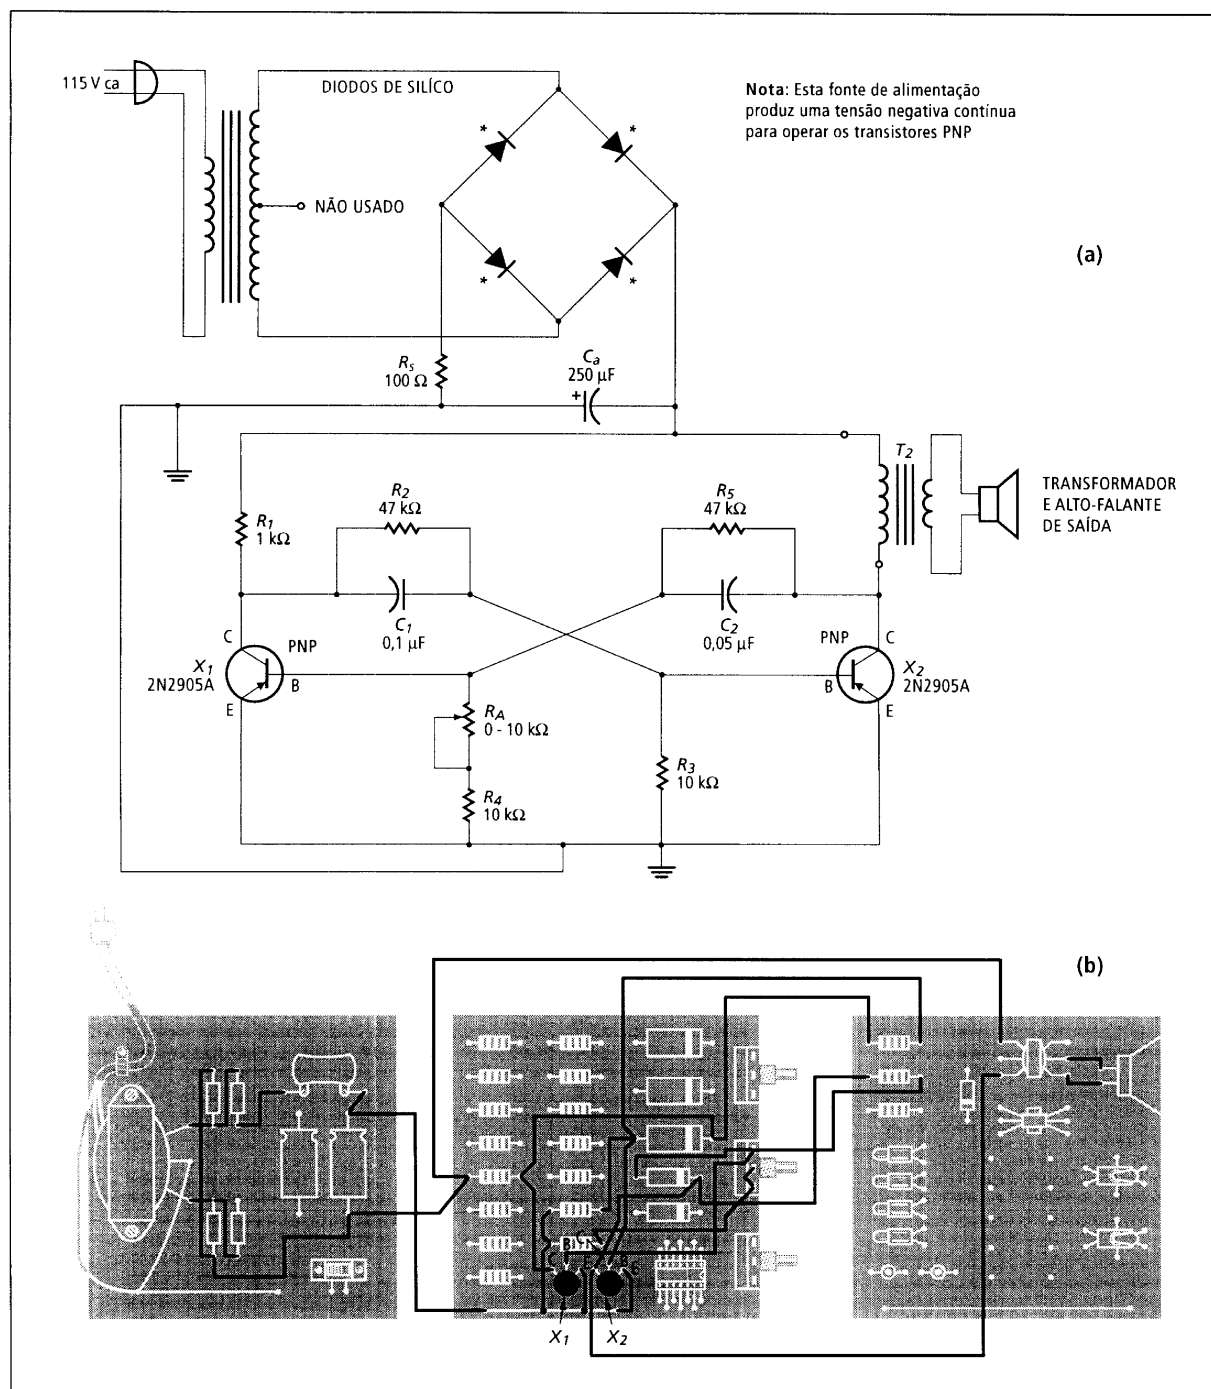 115 V ca
DIODOS DE SILÍCO
Nota: Esta fonte de alimentação
produz uma tensão negativa contínua
para operar os transistores PNP
*
*
NÃO USADO
(a)
*
*
Rs
100 Ω
Ca
250 µF
+
T2
TRANSFORMADOR
E ALTO-FALANTE
DE SAÍDA
R1
1 kΩ
R2
47 kΩ
R5
47 kΩ
C1
0,1 µF
C2
0,05 µF
C
PNP
X1
2N2905A
B
E
PNP
C
X2
2N2905A
B
E
RA
0 - 10 kΩ
R3
10 kΩ
R4
10 kΩ
(b)
X1
X2